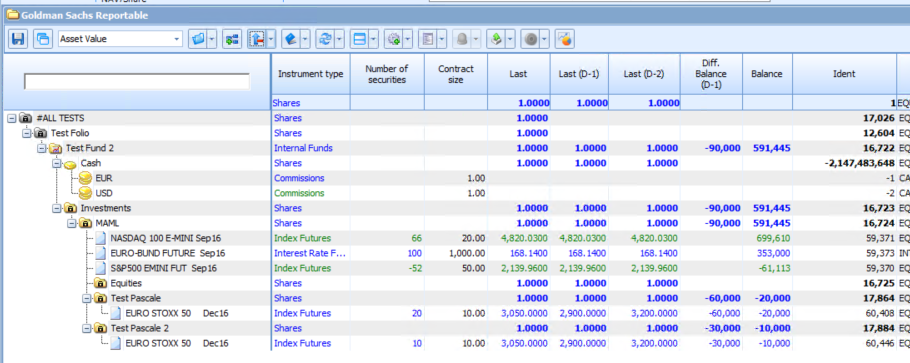 NAV/Share
Goldman Sachs Reportable
Asset Value
Instrument type Number of securities Contract size Last Last (D-1) Last (D-2) Diff. Balance (D-1) Balance Ident
Shares 1.0000 1.0000 1.0000 1 EQ
#ALL TESTS Shares 1.0000 17,026 EQ
Test Folio Shares 1.0000 12,604 EQ
Test Fund 2 Internal Funds 1.0000 1.0000 1.0000 -90,000 591,445 16,722 EQ
Cash Shares 1.0000 1.0000 1.0000 -2,147,483,648 EQ
EUR Commissions 1.00 -1 CA
USD Commissions 1.00 -2 CA
Investments Shares 1.0000 1.0000 1.0000 -90,000 591,445 16,723 EQ
MAML Shares 1.0000 1.0000 1.0000 -90,000 591,445 16,724 EQ
NASDAQ 100 E-MINI Sep16 Index Futures 66 20.00 4,820.0300 4,820.0300 4,820.0300 699,610 59,371 EQ
EURO-BUND FUTURE Sep16 Interest Rate F... 100 1,000.00 168.1400 168.1400 168.1400 353,000 59,373 IN
S&P500 EMINI FUT Sep16 Index Futures -52 50.00 2,139.9600 2,139.9600 2,139.9600 -61,113 59,370 EQ
Equities Shares 1.0000 1.0000 1.0000 16,725 EQ
Test Pascale Shares 1.0000 1.0000 1.0000 -60,000 -20,000 17,864 EQ
EURO STOXX 50 Dec16 Index Futures 20 10.00 3,050.0000 2,900.0000 3,200.0000 -60,000 -20,000 60,408 EQ
Test Pascale 2 Shares 1.0000 1.0000 1.0000 -30,000 -10,000 17,884 EQ
EURO STOXX 50 Dec16 Index Futures 10 10.00 3,050.0000 2,900.0000 3,200.0000 -30,000 -10,000 60,446 EQ